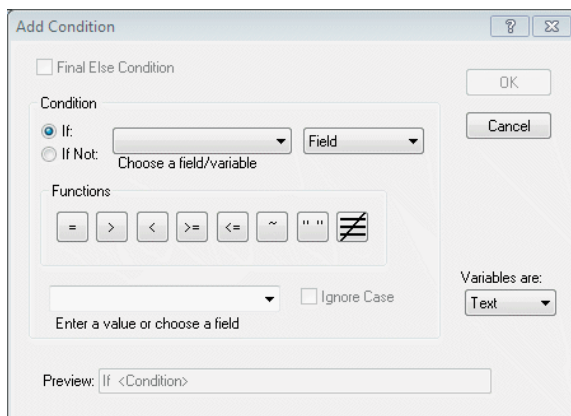 Add Condition
?
Final Else Condition
OK
Condition
If:
Field
Cancel
If Not:
Choose a field/variable
Functions
= > < >= <= ~ " " ≠
Variables are:
Ignore Case
Text
Enter a value or choose a field
Preview: If <Condition>